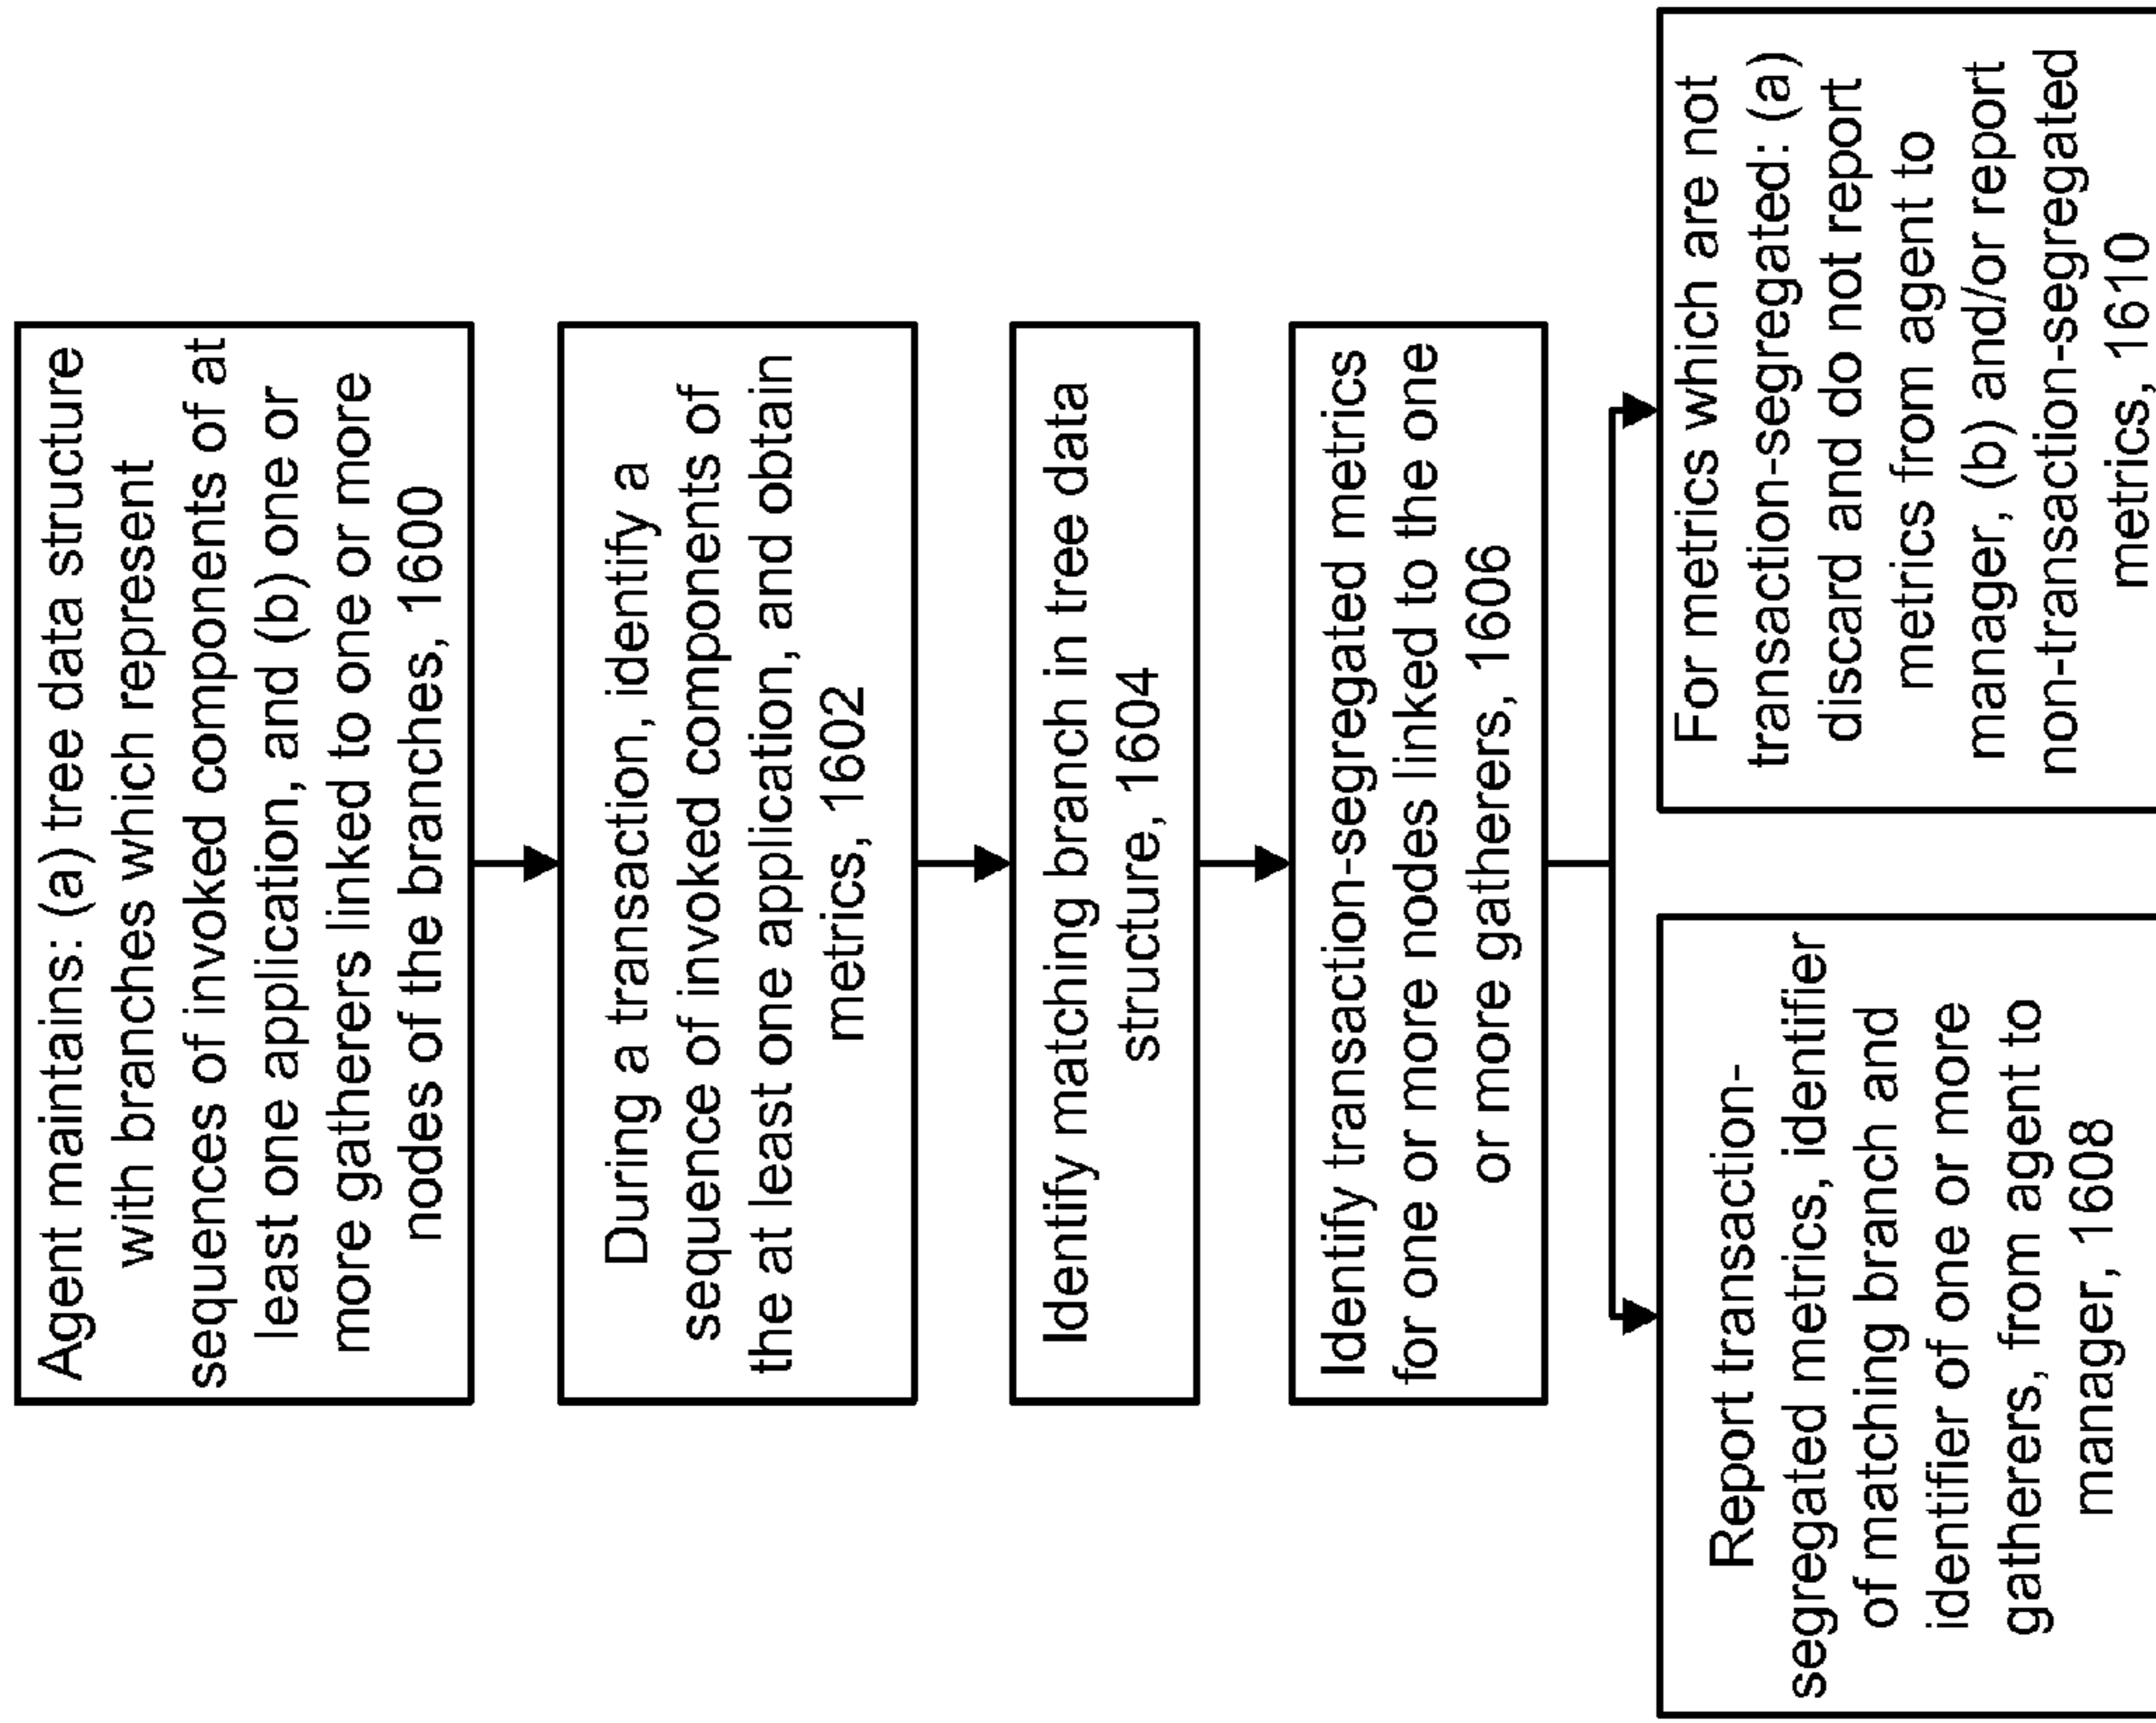 Agent maintains: (a) tree data structure
with branches which represent
sequences of invoked components of at
least one application, and (b) one or
more gatherers linked to one or more
nodes of the branches, 1600
During a transaction, identify a
sequence of invoked components of
the at least one application, and obtain
metrics, 1602
Identify matching branch in tree data
structure, 1604
Identify transaction-segregated metrics
for one or more nodes linked to the one
or more gatherers, 1606
Report transaction-
segregated metrics, identifier
of matching branch and
identifier of one or more
gatherers, from agent to
manager, 1608
For metrics which are not
transaction-segregated: (a)
discard and do not report
metrics from agent to
manager, (b) and/or report
non-transaction-segregated
metrics, 1610